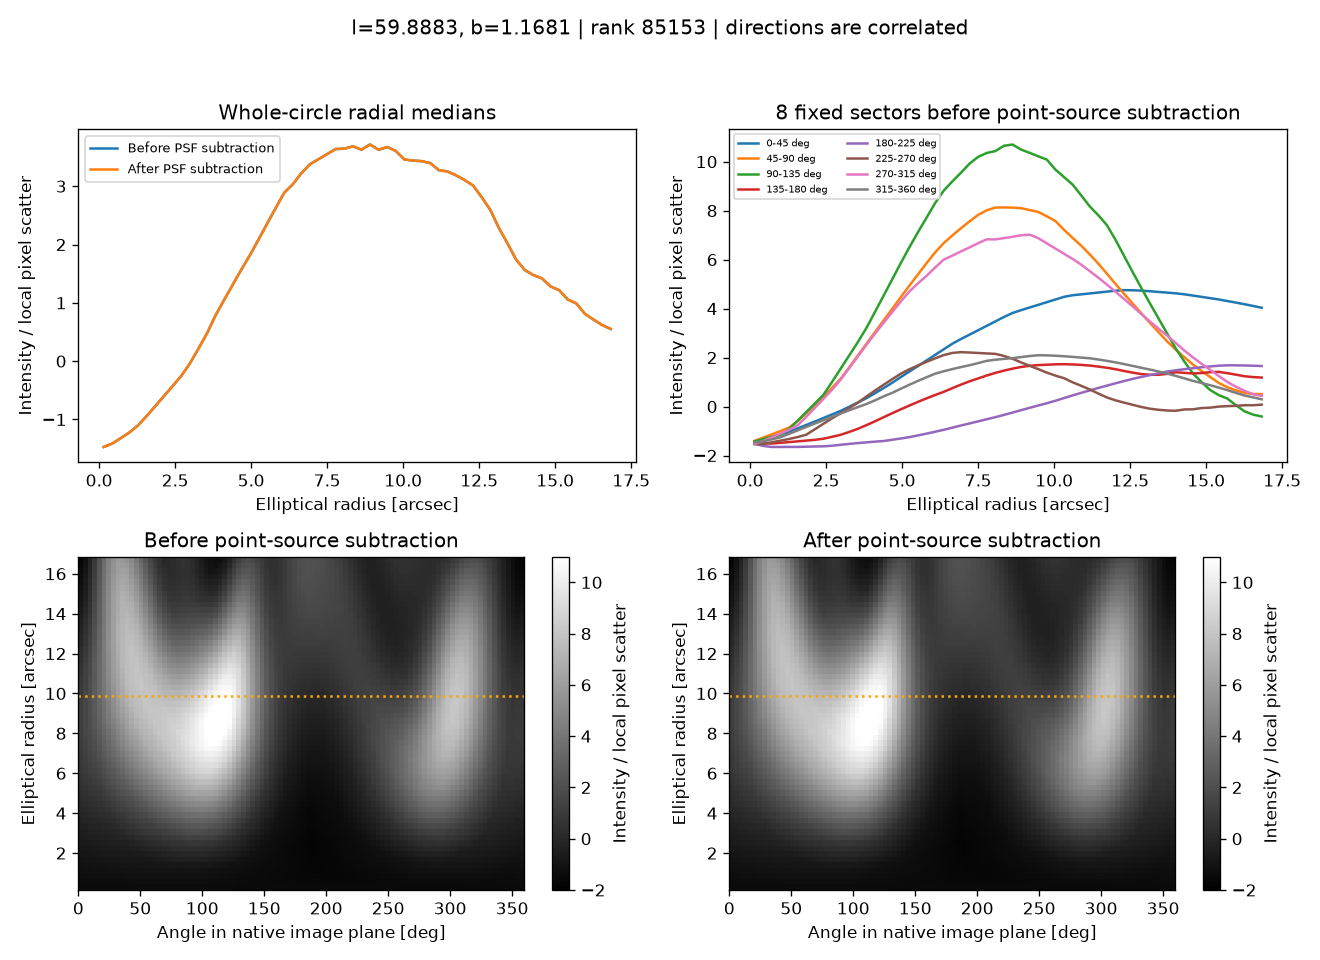 l=59.8883, b=1.1681 | rank 85153 | directions are correlated
Whole-circle radial medians
Before PSF subtraction
After PSF subtraction
Intensity / local pixel scatter
3
2
1
0
−1
0.0 2.5 5.0 7.5 10.0 12.5 15.0 17.5
Elliptical radius [arcsec]
8 fixed sectors before point-source subtraction
0-45 deg
45-90 deg
90-135 deg
135-180 deg
180-225 deg
225-270 deg
270-315 deg
315-360 deg
Intensity / local pixel scatter
10
8
6
4
2
0
−2
0.0 2.5 5.0 7.5 10.0 12.5 15.0 17.5
Elliptical radius [arcsec]
Before point-source subtraction
Elliptical radius [arcsec]
16
14
12
10
8
6
4
2
0 50 100 150 200 250 300 350
Angle in native image plane [deg]
10
8
6
4
2
0
−2
Intensity / local pixel scatter
After point-source subtraction
Elliptical radius [arcsec]
16
14
12
10
8
6
4
2
0 50 100 150 200 250 300 350
Angle in native image plane [deg]
10
8
6
4
2
0
−2
Intensity / local pixel scatter